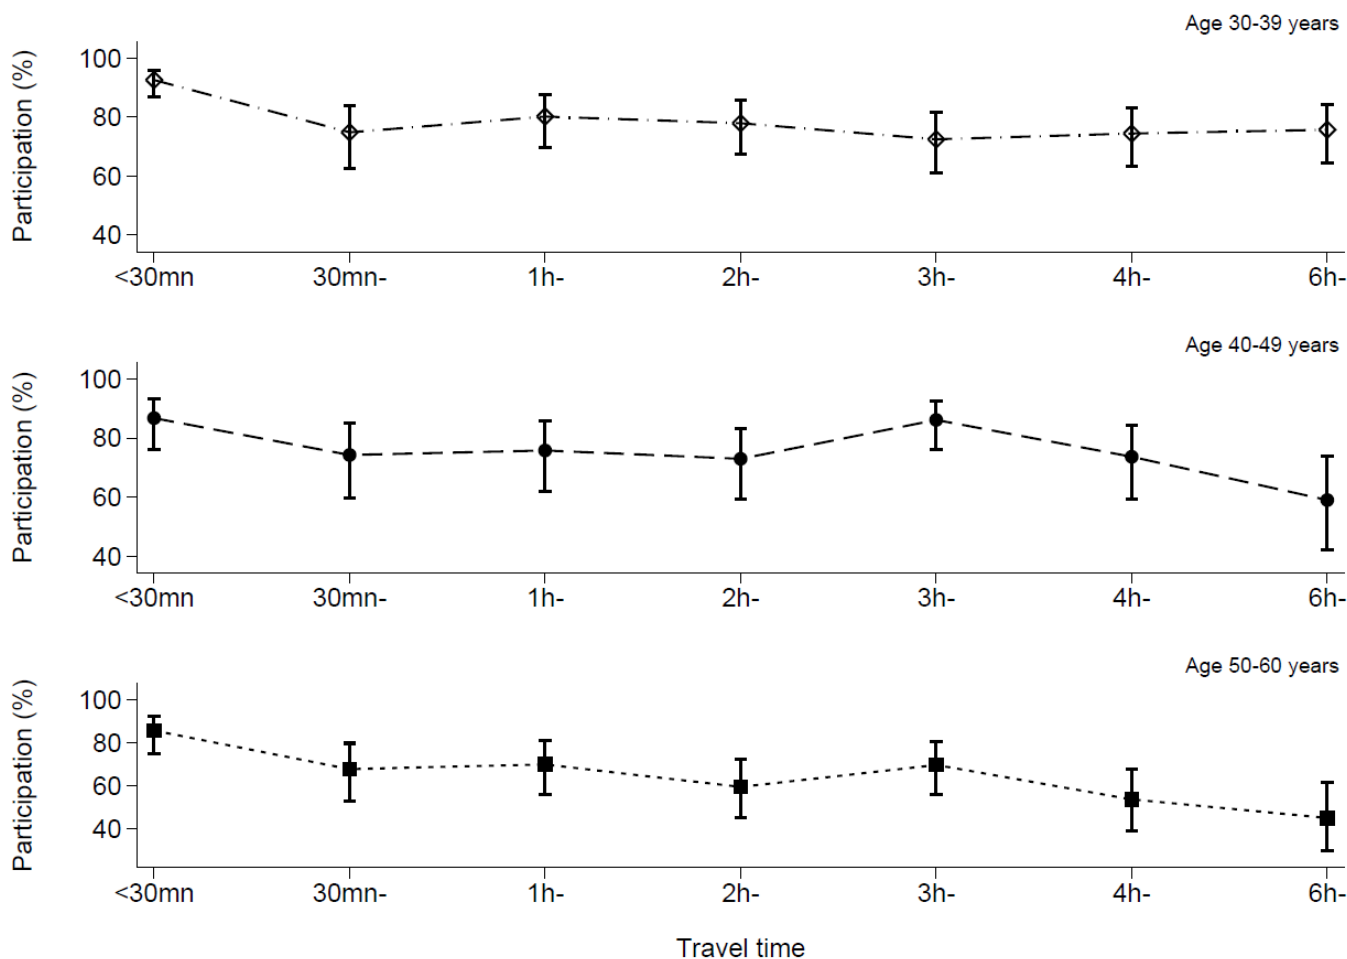 Age 30-39 years
Participation (%)
100
80
60
40
<30mn 30mn- 1h- 2h- 3h- 4h- 6h-
Age 40-49 years
Participation (%)
100
80
60
40
<30mn 30mn- 1h- 2h- 3h- 4h- 6h-
Age 50-60 years
Participation (%)
100
80
60
40
<30mn 30mn- 1h- 2h- 3h- 4h- 6h-
Travel time